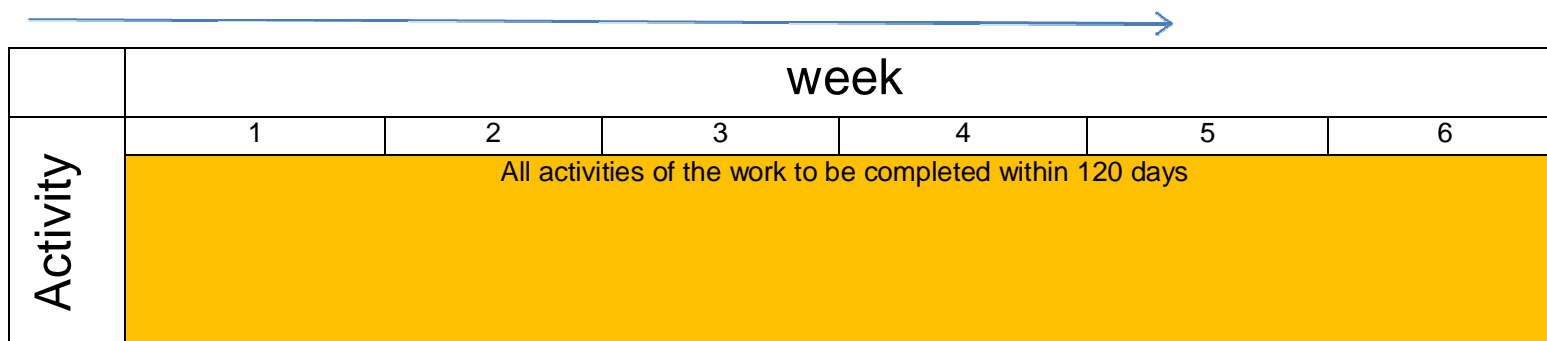 week
1 2 3 4 5 6
Activity
All activities of the work to be completed within 120 days